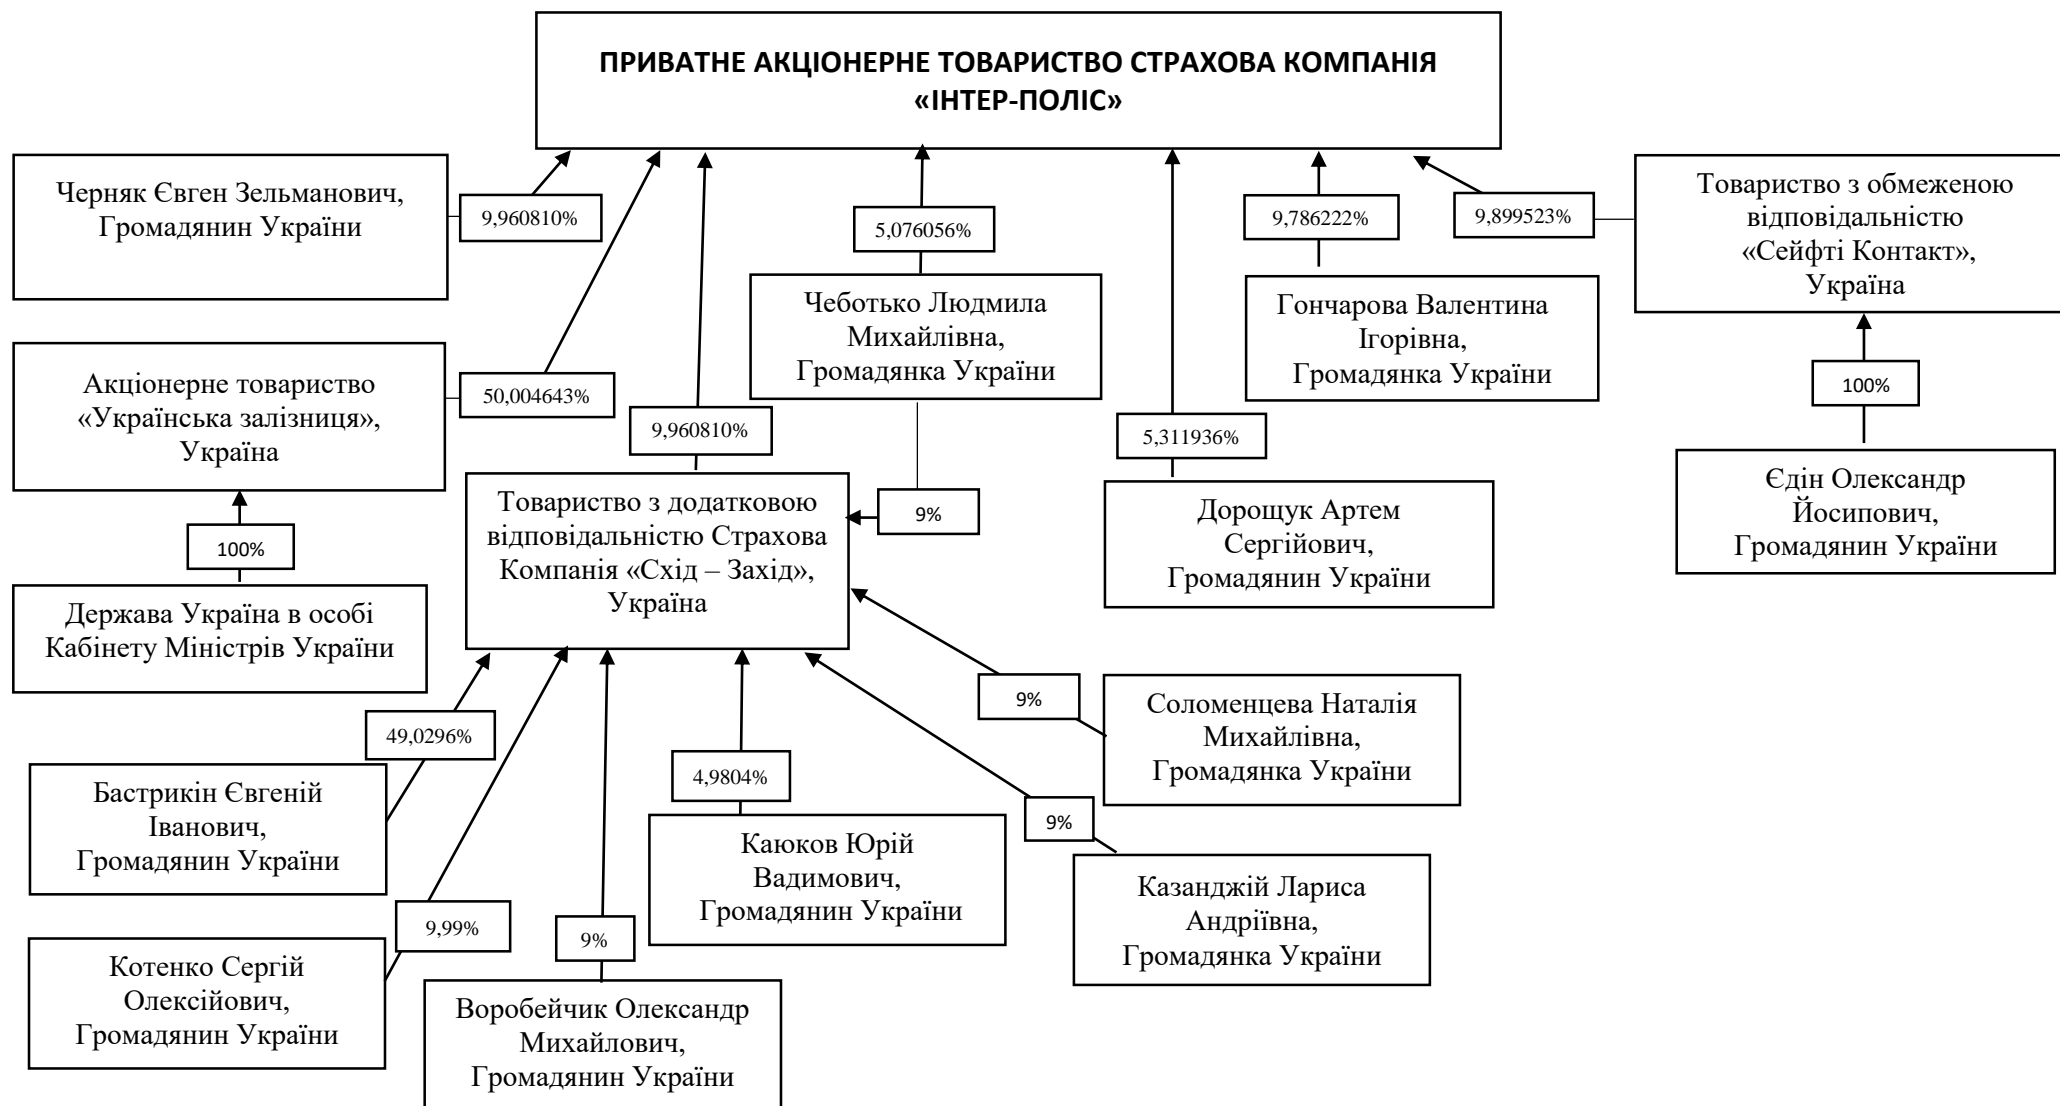 ПРИВАТНЕ АКЦІОНЕРНЕ ТОВАРИСТВО СТРАХОВА КОМПАНІЯ
«ІНТЕР-ПОЛІС»
Черняк Євген Зельманович,
Громадянин України
9,960810%
5,076056%
9,786222%
9,899523%
Товариство з обмеженою
відповідальністю
«Сейфті Контакт»,
Україна
Чеботько Людмила
Михайлівна,
Громадянка України
Гончарова Валентина
Ігорівна,
Громадянка України
Акціонерне товариство
«Українська залізниця»,
Україна
50,004643%
9,960810%
5,311936%
100%
Товариство з додатковою
відповідальністю Страхова
Компанія «Схід – Захід»,
Україна
9%
Дорощук Артем
Сергійович,
Громадянин України
Єдін Олександр
Йосипович,
Громадянин України
100%
Держава Україна в особі
Кабінету Міністрів України
9%
Соломенцева Наталія
Михайлівна,
Громадянка України
49,0296%
4,9804%
9%
Бастрикін Євгеній
Іванович,
Громадянин України
Каюков Юрій
Вадимович,
Громадянин України
Казанджій Лариса
Андріївна,
Громадянка України
9,99%
9%
Котенко Сергій
Олексійович,
Громадянин України
Воробейчик Олександр
Михайлович,
Громадянин України